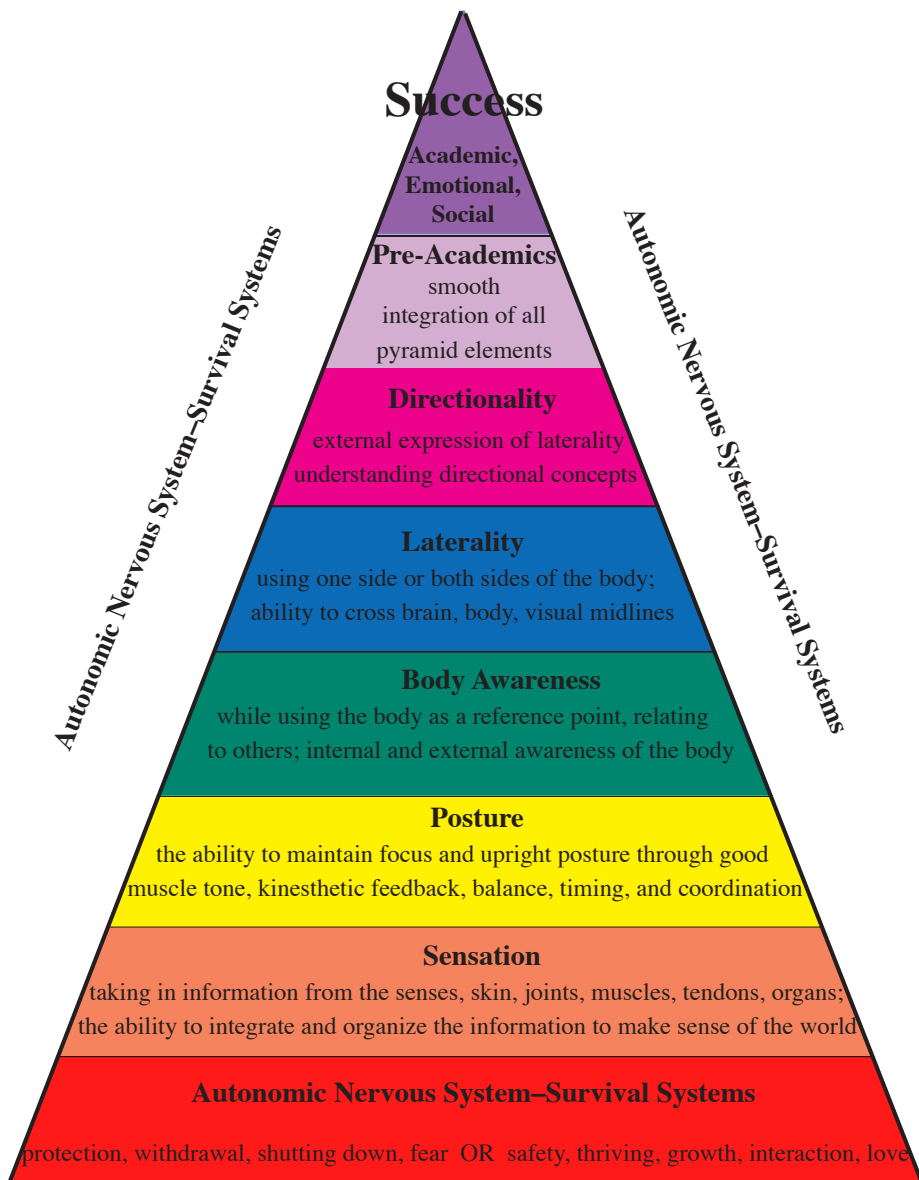 Success
Academic,
Emotional,
Social
Pre-Academics
smooth
integration of all
pyramid elements
Directionality
external expression of laterality
understanding directional concepts
Laterality
using one side or both sides of the body;
ability to cross brain, body, visual midlines
Body Awareness
while using the body as a reference point, relating
to others; internal and external awareness of the body
Posture
the ability to maintain focus and upright posture through good
muscle tone, kinesthetic feedback, balance, timing, and coordination
Sensation
taking in information from the senses, skin, joints, muscles, tendons, organs;
the ability to integrate and organize the information to make sense of the world
Autonomic Nervous System–Survival Systems
protection, withdrawal, shutting down, fear OR safety, thriving, growth, interaction, love
Autonomic Nervous System–Survival Systems
Autonomic Nervous System–Survival Systems